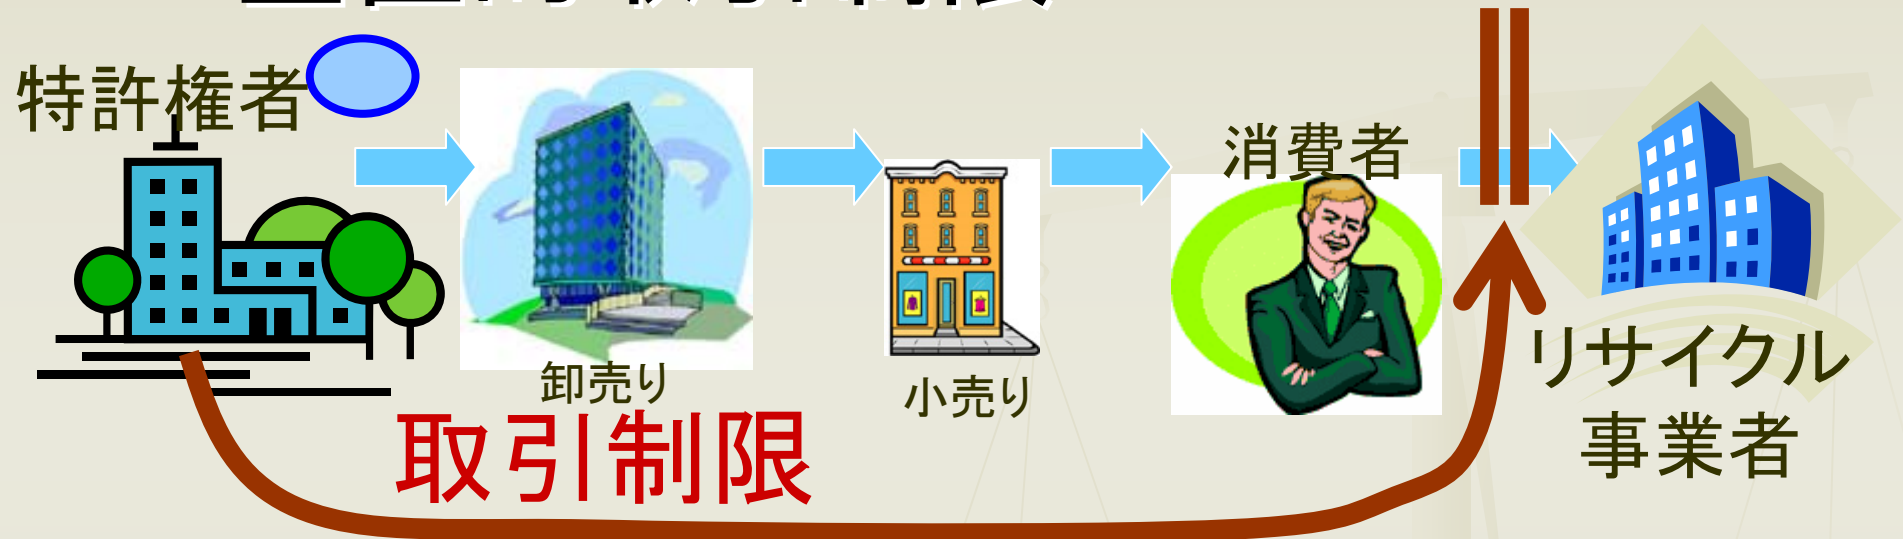 特許権者
消費者
卸売り
小売り
取引制限
リサイクル
事業者